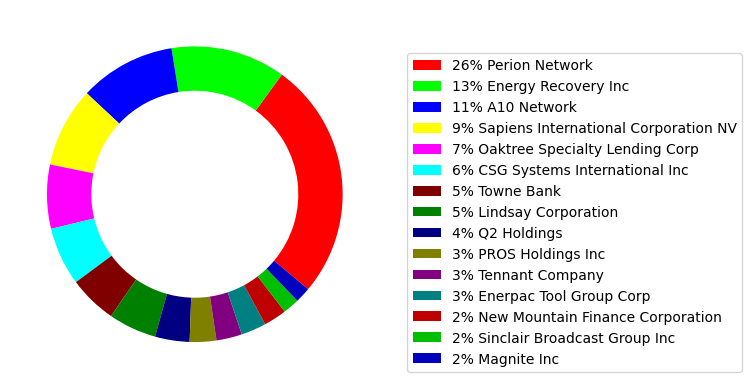 26% Perion Network
13% Energy Recovery Inc
11% A10 Network
9% Sapiens International Corporation NV
7% Oaktree Specialty Lending Corp
6% CSG Systems International Inc
5% Towne Bank
5% Lindsay Corporation
4% Q2 Holdings
3% PROS Holdings Inc
3% Tennant Company
3% Enerpac Tool Group Corp
2% New Mountain Finance Corporation
2% Sinclair Broadcast Group Inc
2% Magnite Inc